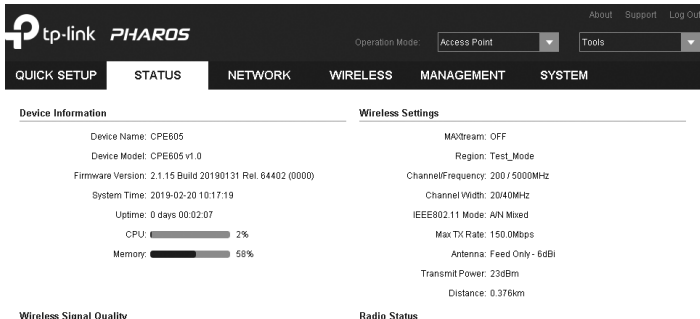 About Support Log Out
tp-link PHAROS
Operation Mode: Access Point Tools
QUICK SETUP STATUS NETWORK WIRELESS MANAGEMENT SYSTEM
Device Information
Device Name: CPE605
Device Model: CPE605 v1.0
Firmware Version: 2.1.15 Build 20190131 Rel. 64402 (0000)
System Time: 2019-02-20 10:17:19
Uptime: 0 days 00:02:07
CPU: 2%
Memory: 58%
Wireless Settings
MAXtream: OFF
Region: Test_Mode
Channel/Frequency: 200 / 5000MHz
Channel Width: 20/40MHz
IEEE802.11 Mode: A/N Mixed
Max TX Rate: 150.0Mbps
Antenna: Feed Only - 6dBi
Transmit Power: 23dBm
Distance: 0.376km
Wireless Signal Quality
Radio Status